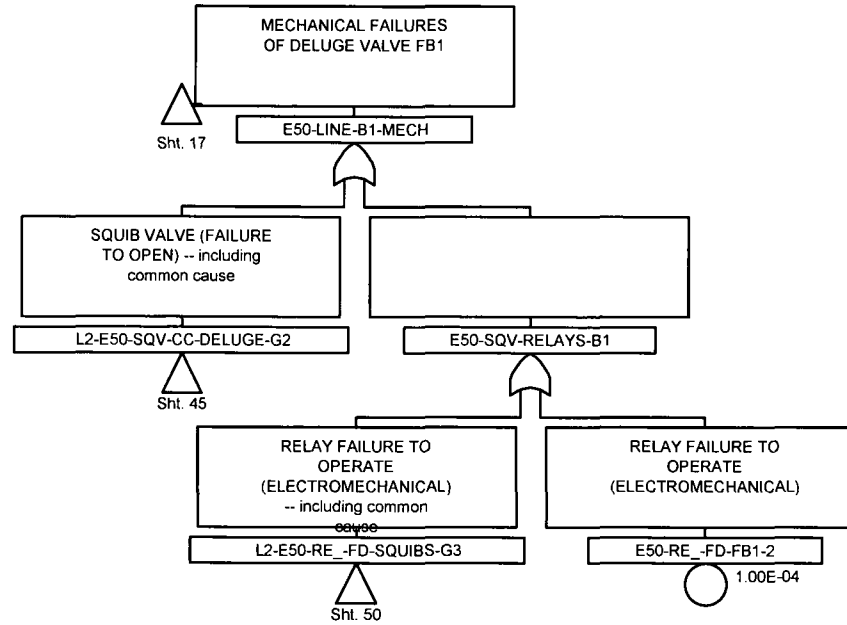 MECHANICAL FAILURES
OF DELUGE VALVE FB1
Sht. 17
E50-LINE-B1-MECH
SQUIB VALVE (FAILURE
TO OPEN) -- including
common cause
L2-E50-SQV-CC-DELUGE-G2
Sht. 45
E50-SQV-RELAYS-B1
RELAY FAILURE TO
OPERATE
(ELECTROMECHANICAL)
-- including common
cause
L2-E50-RE_-FD-SQUIBS-G3
Sht. 50
RELAY FAILURE TO
OPERATE
(ELECTROMECHANICAL)
E50-RE_-FD-FB1-2
1.00E-04